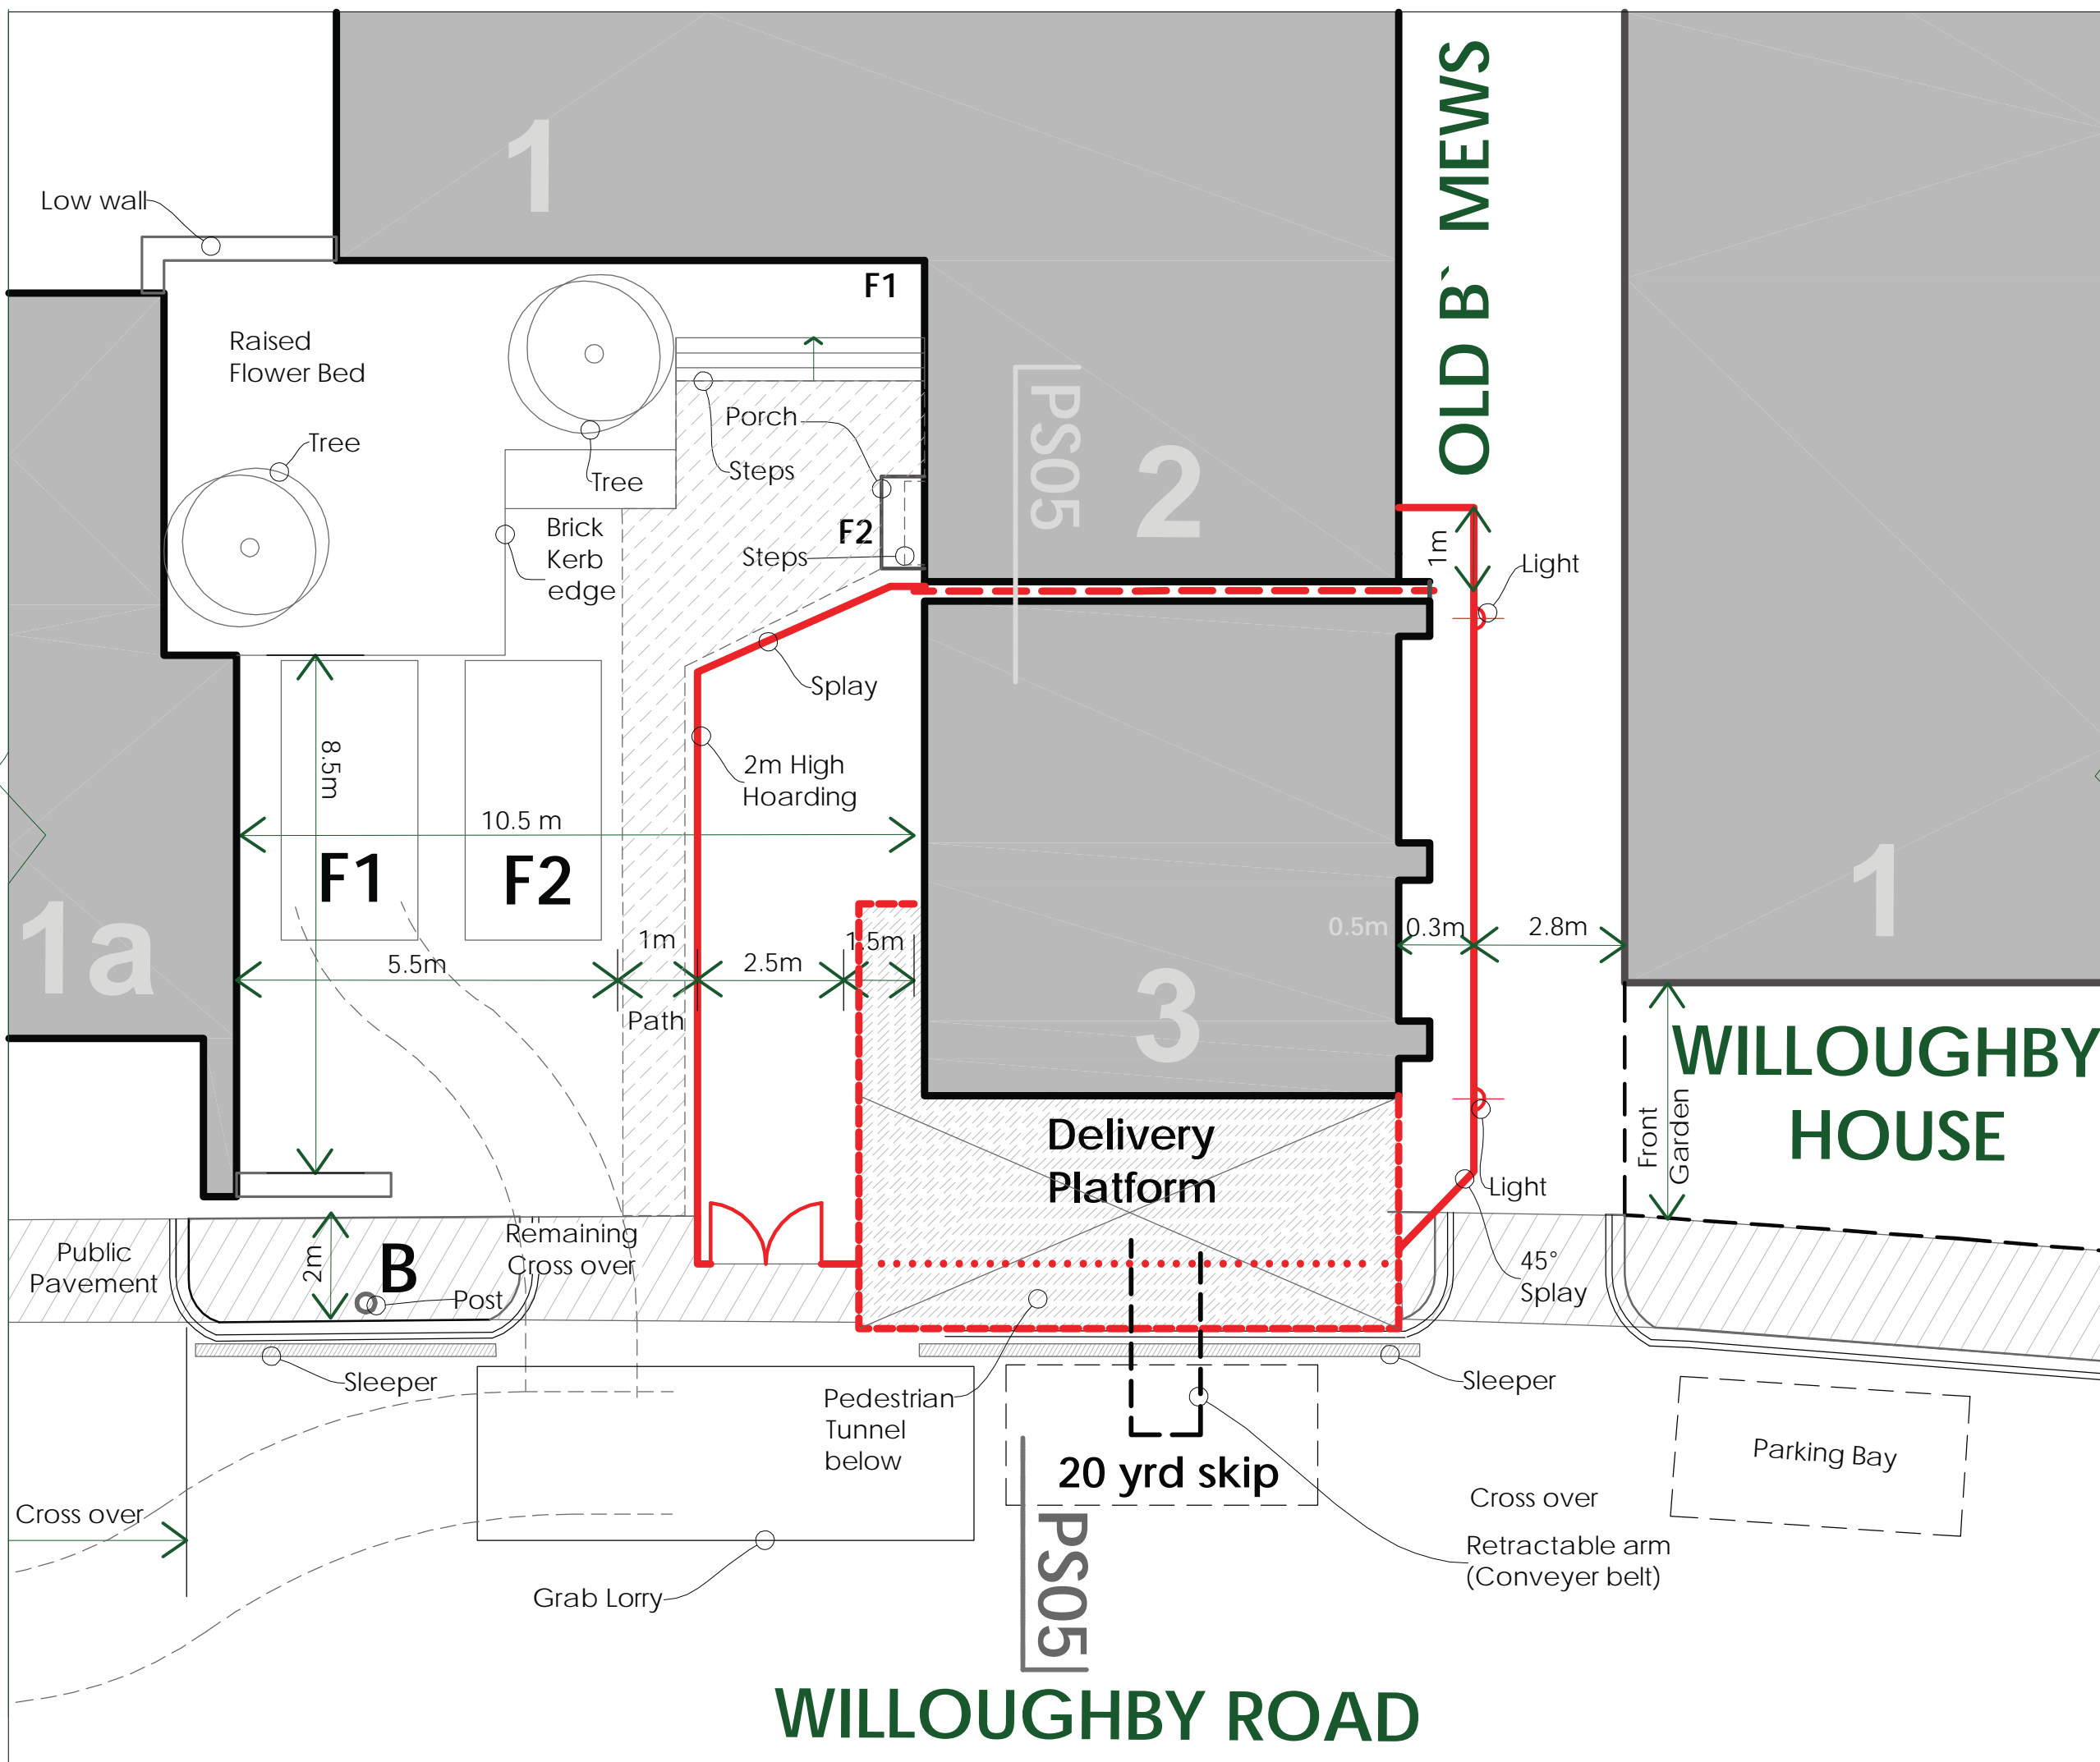 1
OLD B` MEWS
Low wall
F1
Raised
Flower Bed
Porch
PS05
Tree
2
Steps
Tree
Brick
Kerb
edge
F2
Steps
1m
Light
Splay
8.5m
2m High
Hoarding
10.5 m
F1
F2
1
1a
0.5m
0.3m
2.8m
1m
1.5m
5.5m
2.5m
3
Path
WILLOUGHBY
HOUSE
Front
Garden
Delivery
Platform
Light
Public
Pavement
2m
B
Remaining
Cross over
45°
Splay
Post
Sleeper
Sleeper
Pedestrian
Tunnel
below
20 yrd skip
Parking Bay
Cross over
Cross over
Retractable arm
(Conveyer belt)
Grab Lorry
PS05
WILLOUGHBY ROAD